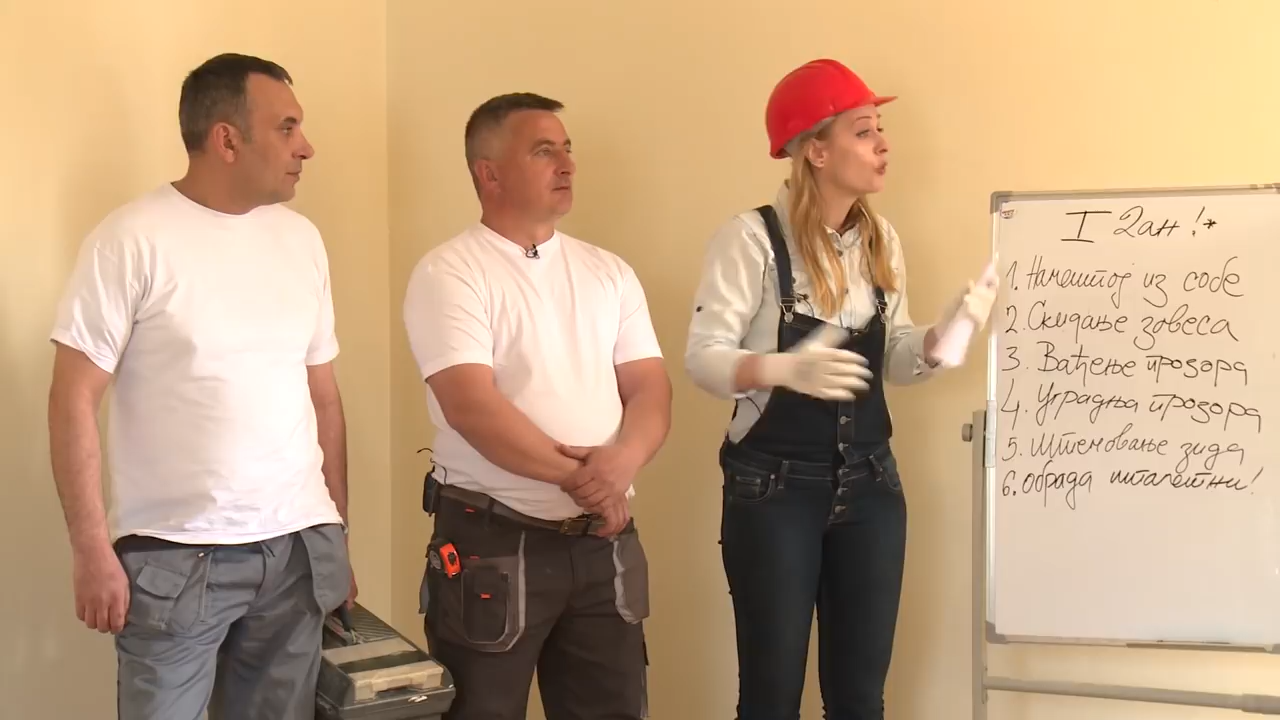 I Дан!*
1. Намештај из собе
2. Скидање завеса
3. Вађење прозора
4. Уградња прозора
5. Штемовање зида
6. Обрада шпалетни!